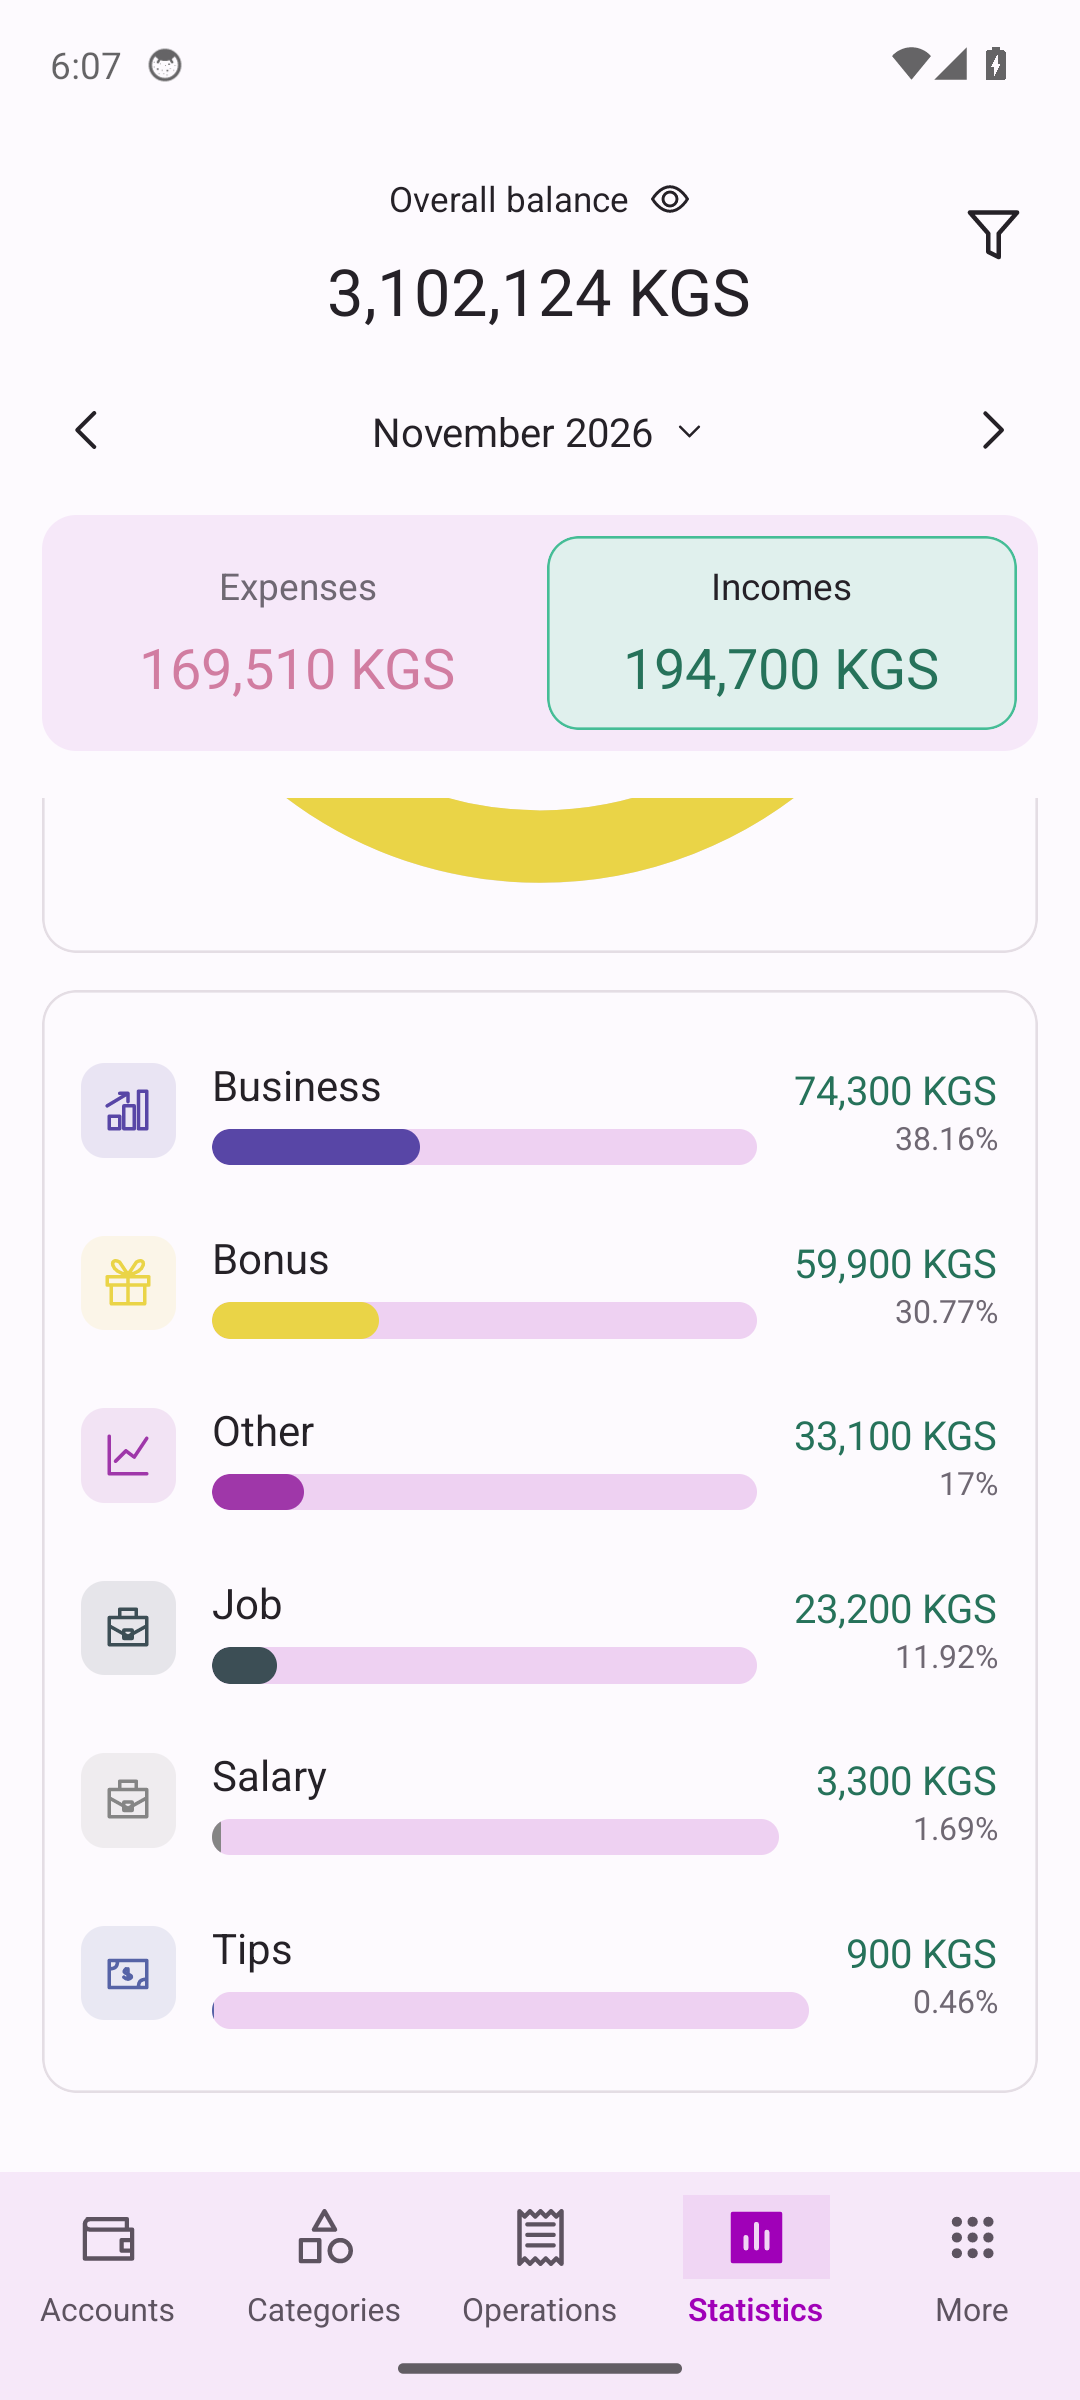 6:07
Overall balance
3,102,124 KGS
November 2026
Expenses
169,510 KGS
Incomes
194,700 KGS
Business
74,300 KGS
38.16%
Bonus
59,900 KGS
30.77%
Other
33,100 KGS
17%
Job
23,200 KGS
11.92%
Salary
3,300 KGS
1.69%
Tips
900 KGS
0.46%
Accounts
Categories
Operations
Statistics
More